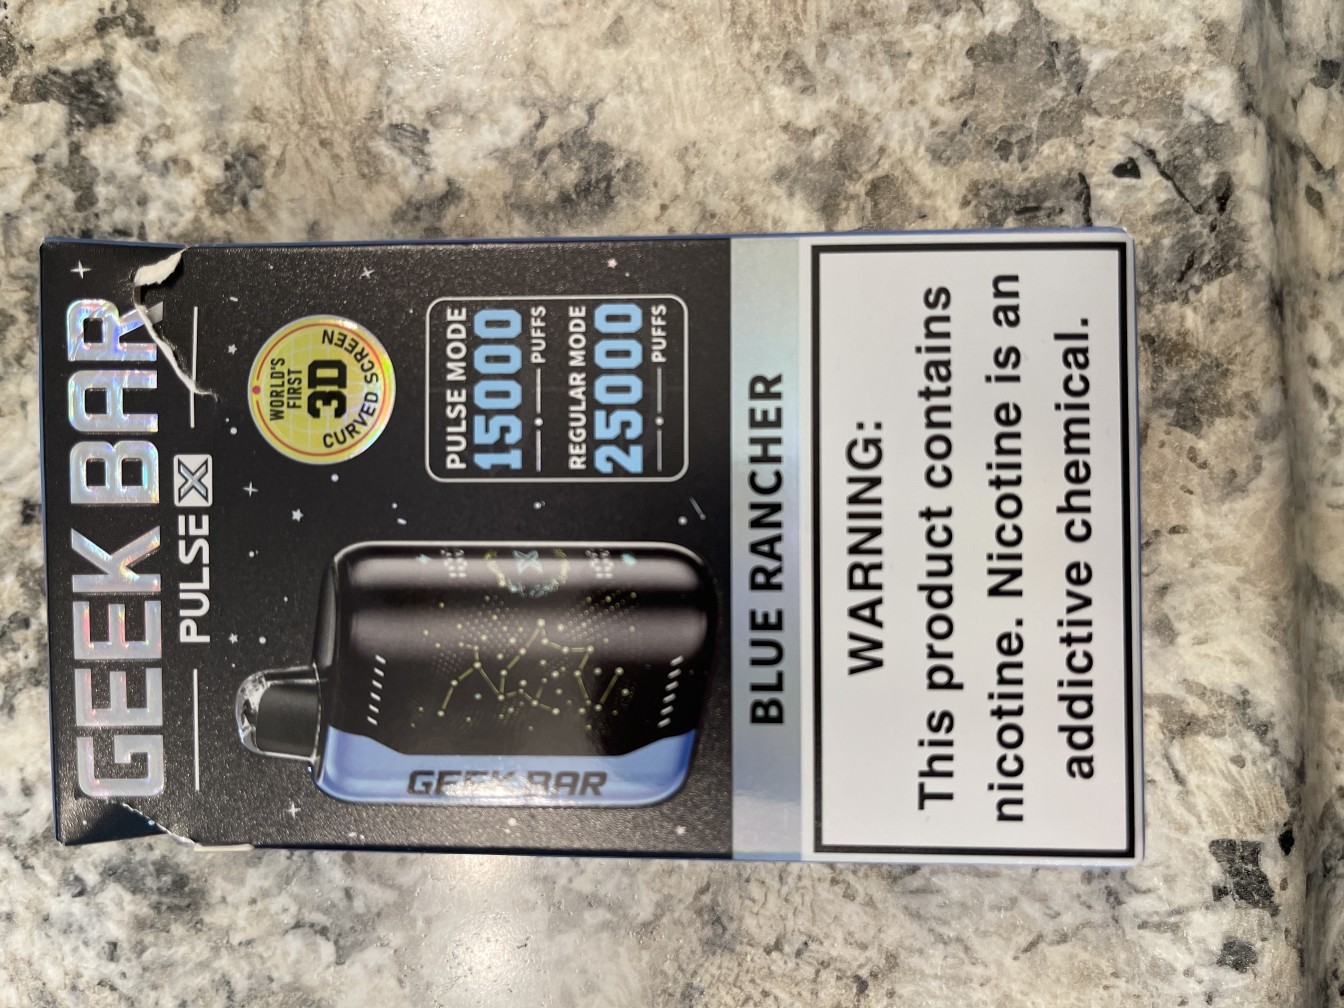 GEEK BAR
PULSE X
WORLD'S
FIRST
3D
CURVED SCREEN
PULSE MODE
15000
PUFFS
REGULAR MODE
25000
PUFFS
GEEK BAR
BLUE RANCHER
WARNING:
This product contains
nicotine. Nicotine is an
addictive chemical.